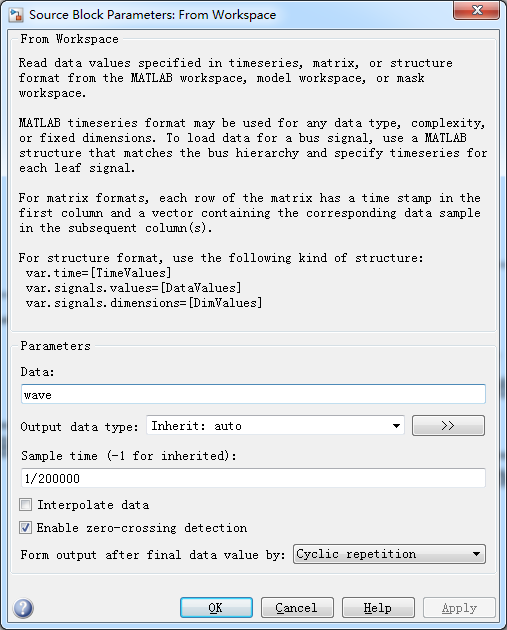 Source Block Parameters: From Workspace
From Workspace
Read data values specified in timeseries, matrix, or structure
format from the MATLAB workspace, model workspace, or mask
workspace.
MATLAB timeseries format may be used for any data type, complexity,
or fixed dimensions. To load data for a bus signal, use a MATLAB
structure that matches the bus hierarchy and specify timeseries for
each leaf signal.
For matrix formats, each row of the matrix has a time stamp in the
first column and a vector containing the corresponding data sample
in the subsequent column(s).
For structure format, use the following kind of structure:
var.time=[TimeValues]
var.signals.values=[DataValues]
var.signals.dimensions=[DimValues]
Parameters
Data:
wave
Output data type: Inherit: auto >>
Sample time (-1 for inherited):
1/200000
Interpolate data
Enable zero-crossing detection
Form output after final data value by: Cyclic repetition
? OK Cancel Help Apply